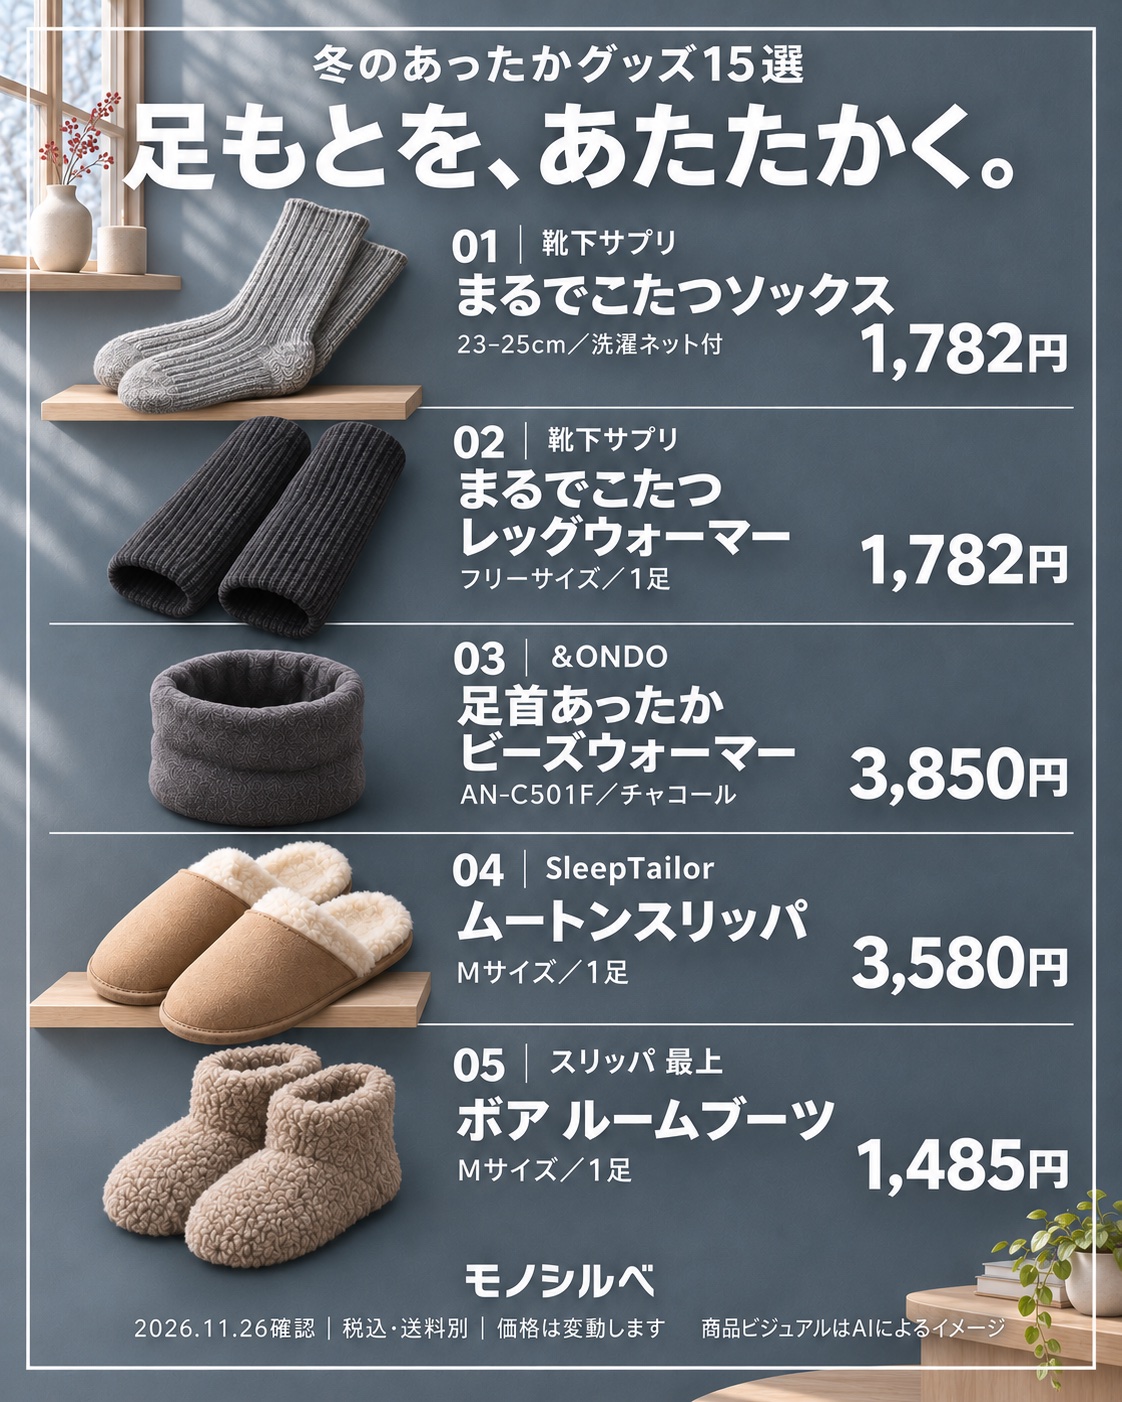 冬のあったかグッズ15選
足もとを、あたたかく。
01｜靴下サプリ
まるでこたつソックス
23–25cm／洗濯ネット付
1,782円
02｜靴下サプリ
まるでこたつ
レッグウォーマー
フリーサイズ／1足
1,782円
03｜&ONDO
足首あったか
ビーズウォーマー
AN-C501F／チャコール
3,850円
04｜SleepTailor
ムートンスリッパ
Mサイズ／1足
3,580円
05｜スリッパ 最上
ボア ルームブーツ
Mサイズ／1足
1,485円
モノシルベ
2026.11.26確認｜税込・送料別｜価格は変動します 商品ビジュアルはAIによるイメージ